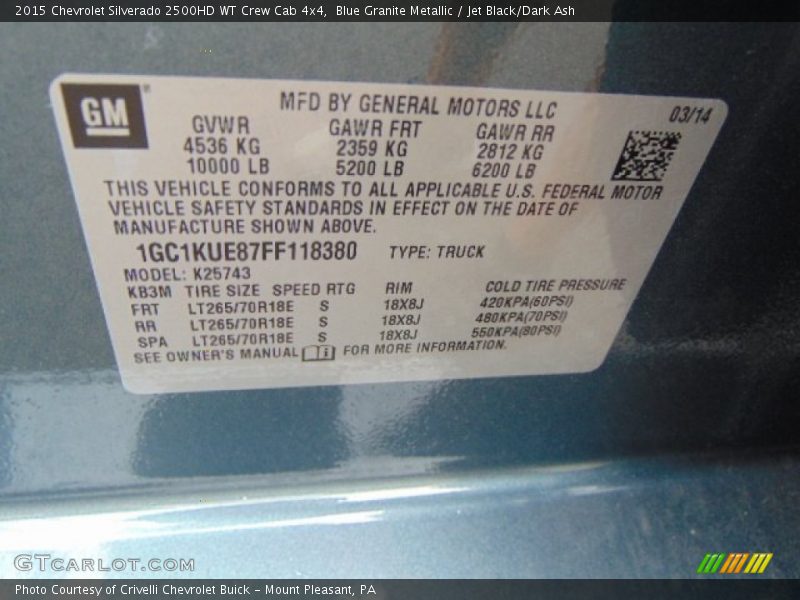 2015 Chevrolet Silverado 2500HD WT Crew Cab 4x4, Blue Granite Metallic / Jet Black/Dark Ash
GM
MFD BY GENERAL MOTORS LLC 03/14
GVWR GAWR FRT GAWR RR
4536 KG 2359 KG 2812 KG
10000 LB 5200 LB 6200 LB
THIS VEHICLE CONFORMS TO ALL APPLICABLE U.S. FEDERAL MOTOR
VEHICLE SAFETY STANDARDS IN EFFECT ON THE DATE OF
MANUFACTURE SHOWN ABOVE.
1GC1KUE87FF118380 TYPE: TRUCK
MODEL: K25743
KB3M TIRE SIZE SPEED RTG RIM COLD TIRE PRESSURE
FRT LT265/70R18E S 18X8J 420KPA(60PSI)
RR LT265/70R18E S 18X8J 480KPA(70PSI)
SPA LT265/70R18E S 18X8J 550KPA(80PSI)
SEE OWNER'S MANUAL FOR MORE INFORMATION.
GTCARLOT.COM
Photo Courtesy of Crivelli Chevrolet Buick - Mount Pleasant, PA